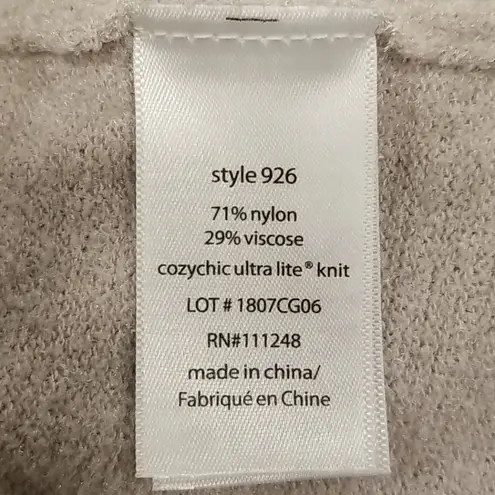 style 926
71% nylon
29% viscose
cozychic ultra lite® knit
LOT # 1807CG06
RN#111248
made in china/
Fabriqué en Chine